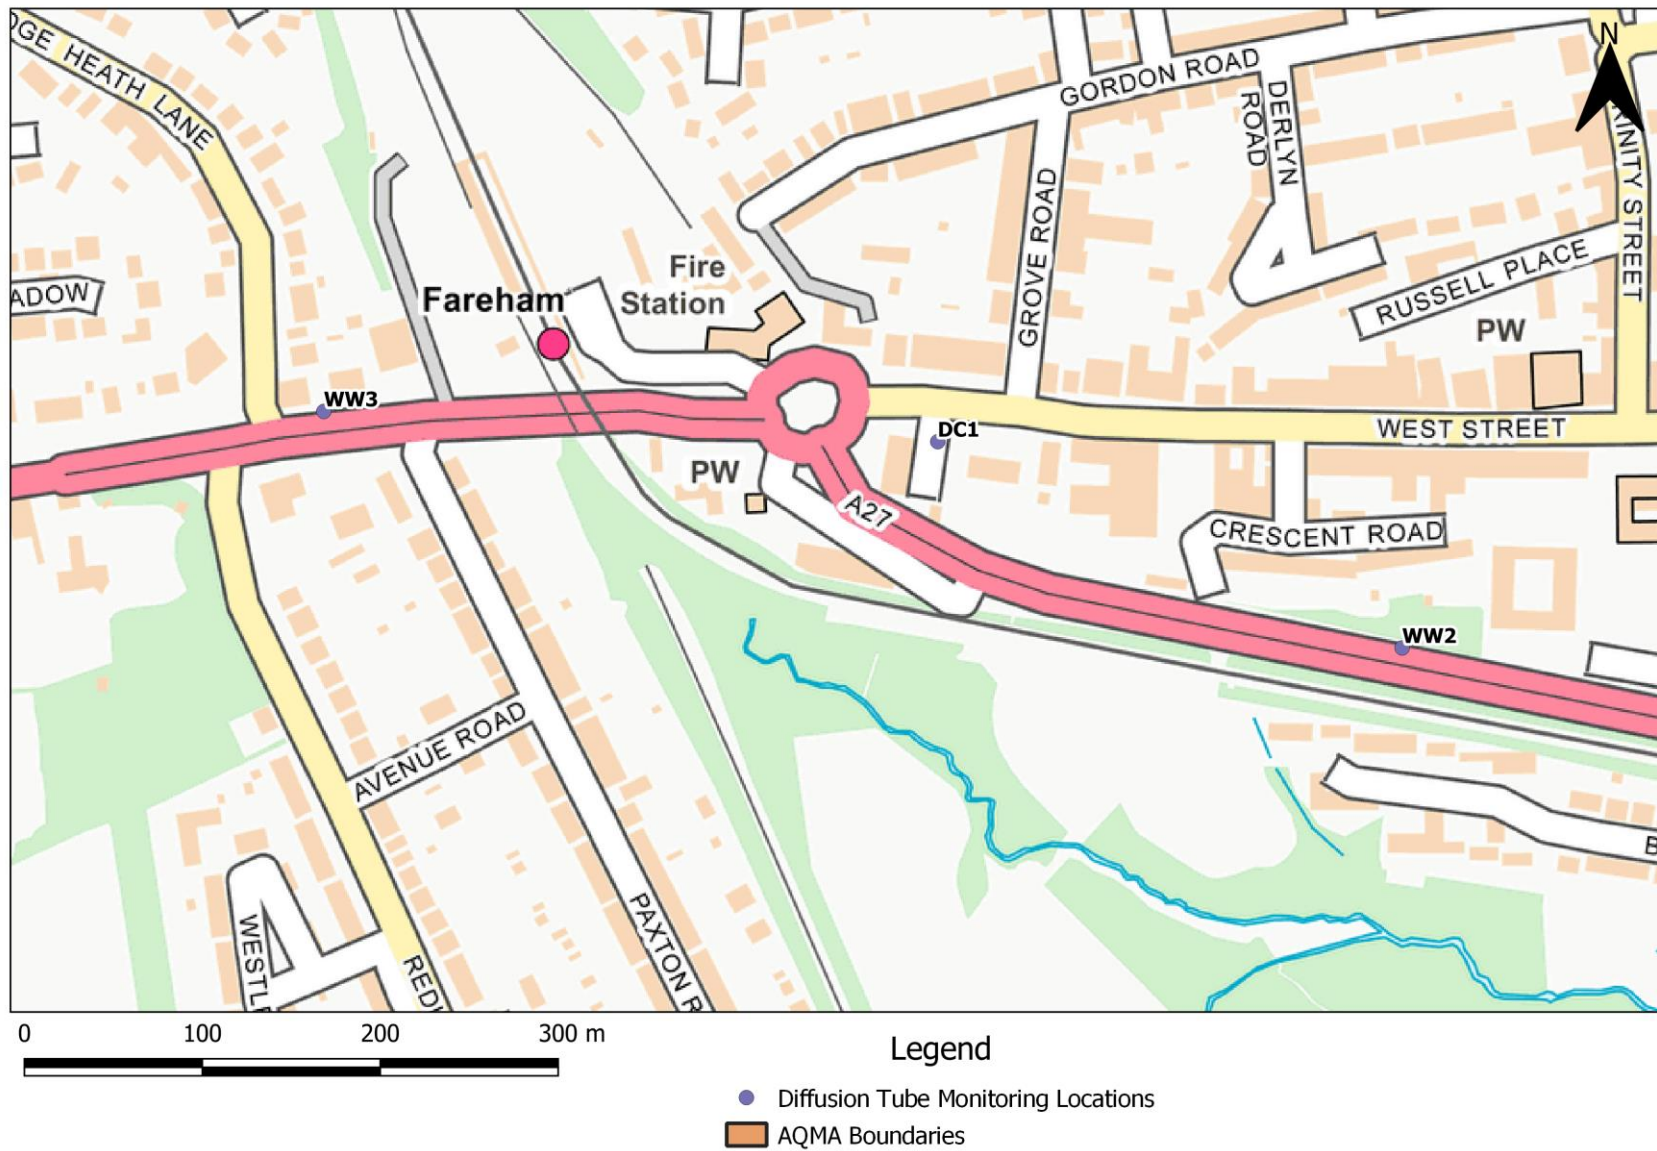 DGE HEATH LANE
GORDON ROAD
N
DERLYN
ROAD
TRINITY STREET
GROVE ROAD
ADOW
Fareham
Fire
Station
RUSSELL PLACE
PW
WW3
DC1
WEST STREET
PW
A27
CRESCENT ROAD
WW2
AVENUE ROAD
B
WESTL
REDL
PAXTON R
0 100 200 300 m
Legend
Diffusion Tube Monitoring Locations
AQMA Boundaries